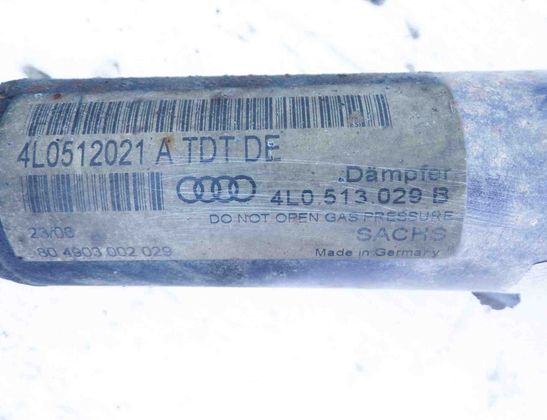 4L0512021 A TDT DE
Dämpfer
4L0 513 029 B
DO NOT OPEN GAS PRESSURE
23/06 SACHS
80 4903 002 029 Made in Germany